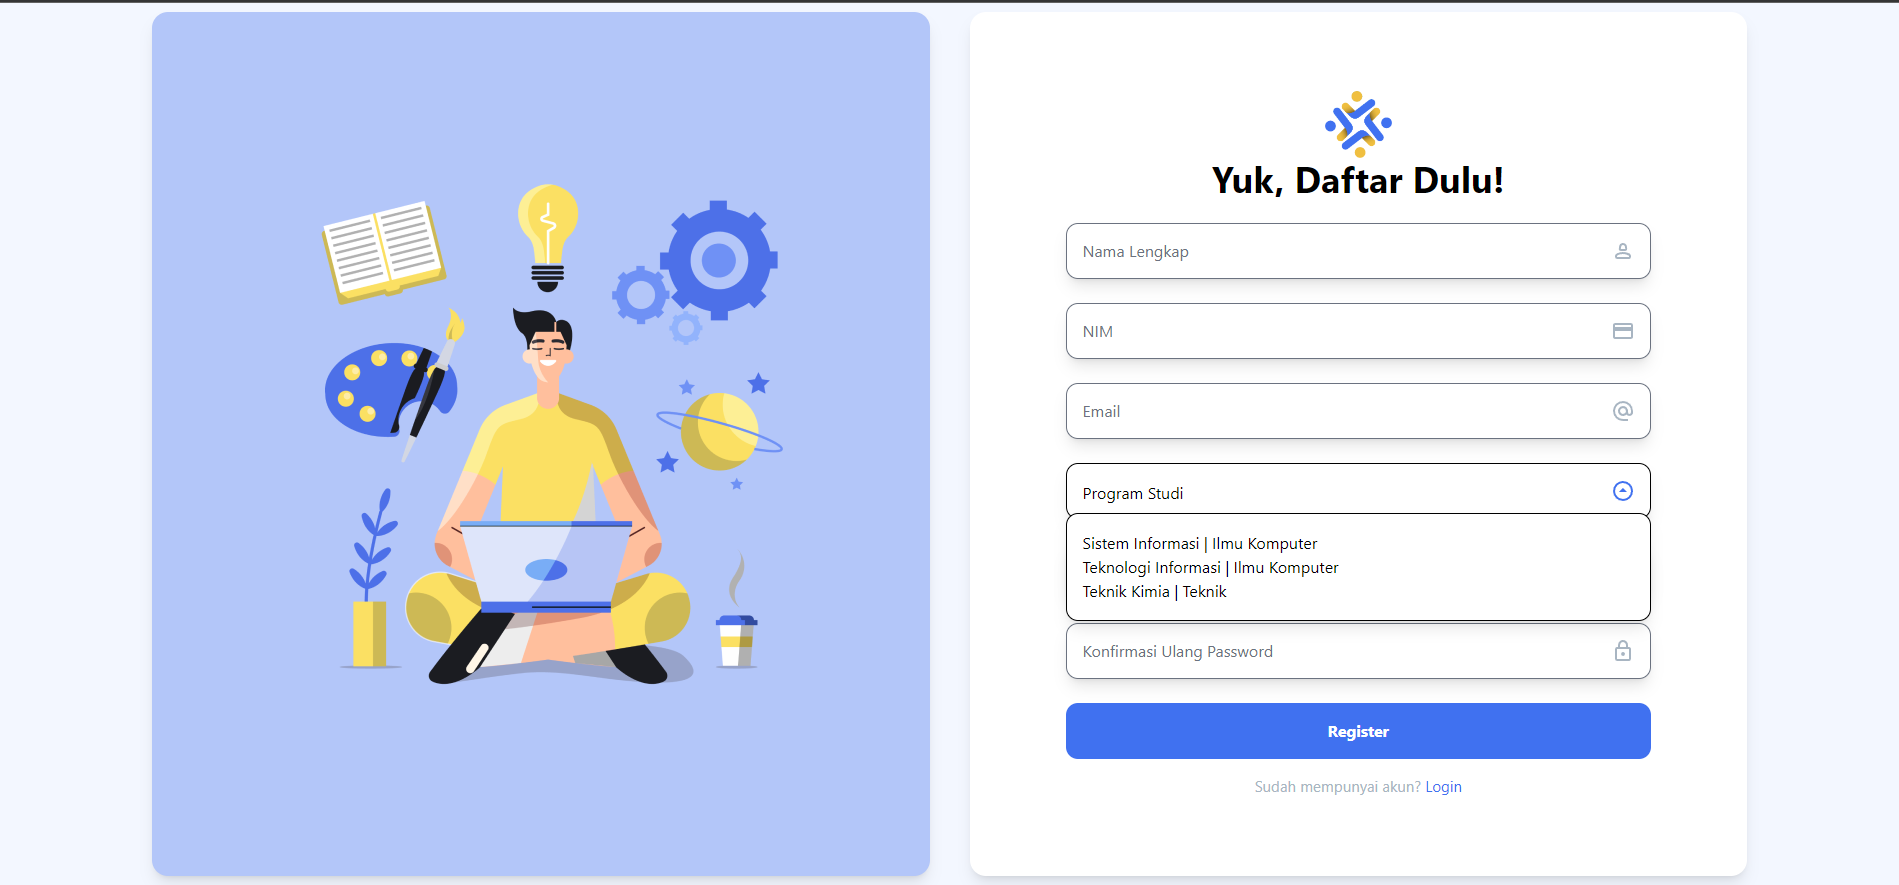 Yuk, Daftar Dulu!
Nama Lengkap
NIM
Email
Program Studi
Sistem Informasi | Ilmu Komputer
Teknologi Informasi | Ilmu Komputer
Teknik Kimia | Teknik
Konfirmasi Ulang Password
Register
Sudah mempunyai akun? Login